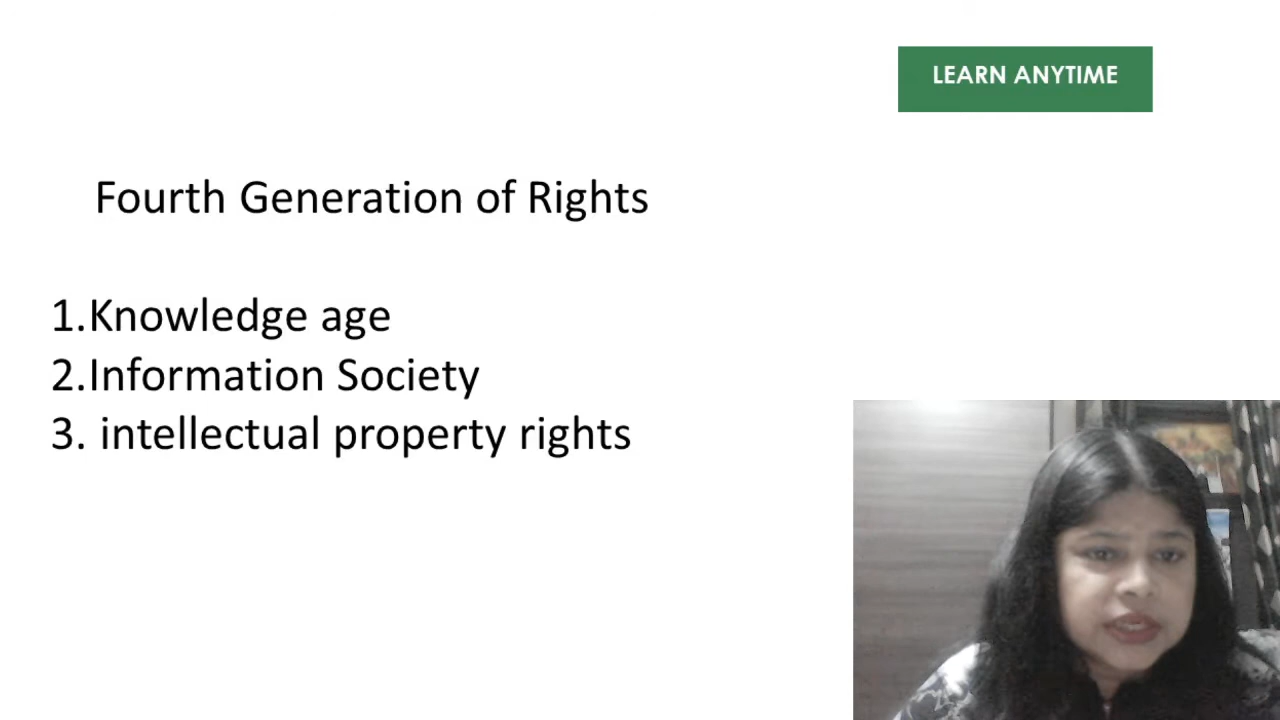 LEARN ANYTIME
Fourth Generation of Rights
1.Knowledge age
2.Information Society
3. intellectual property rights